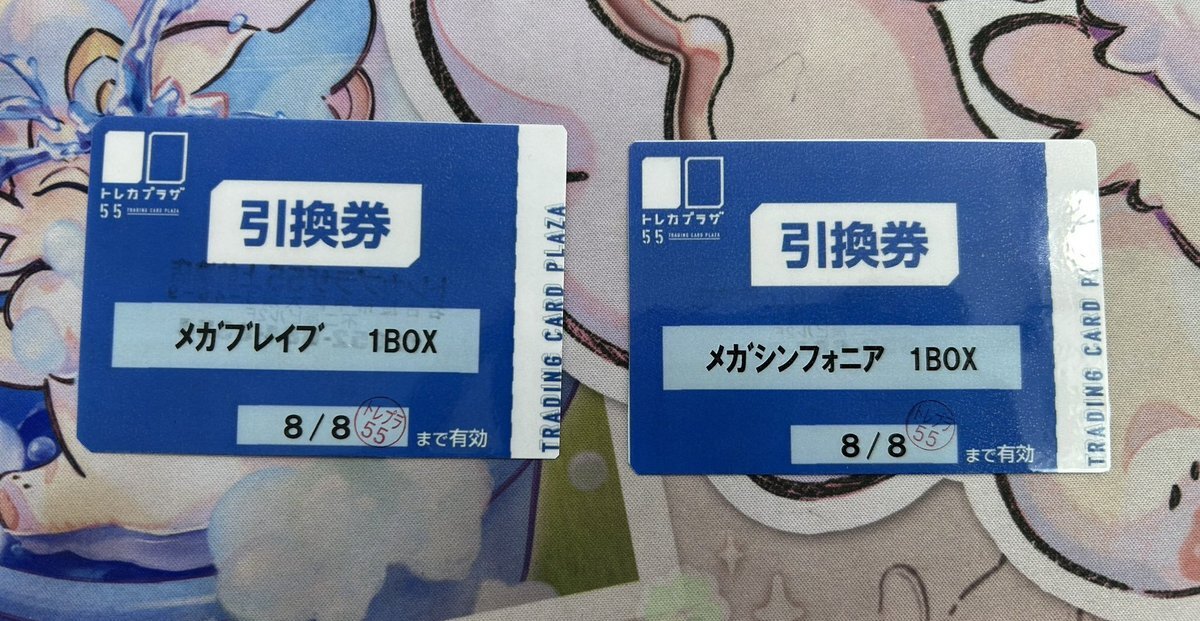 トレカプラザ
55 TRADING CARD PLAZA
引換券
メガブレイブ 1BOX
8/8
トレプラ
55
まで有効
TRADING CARD PLAZA
トレカプラザ
55 TRADING CARD PLAZA
引換券
メガシンフォニア 1BOX
8/8
トレプラ
55
まで有効
TRADING CARD